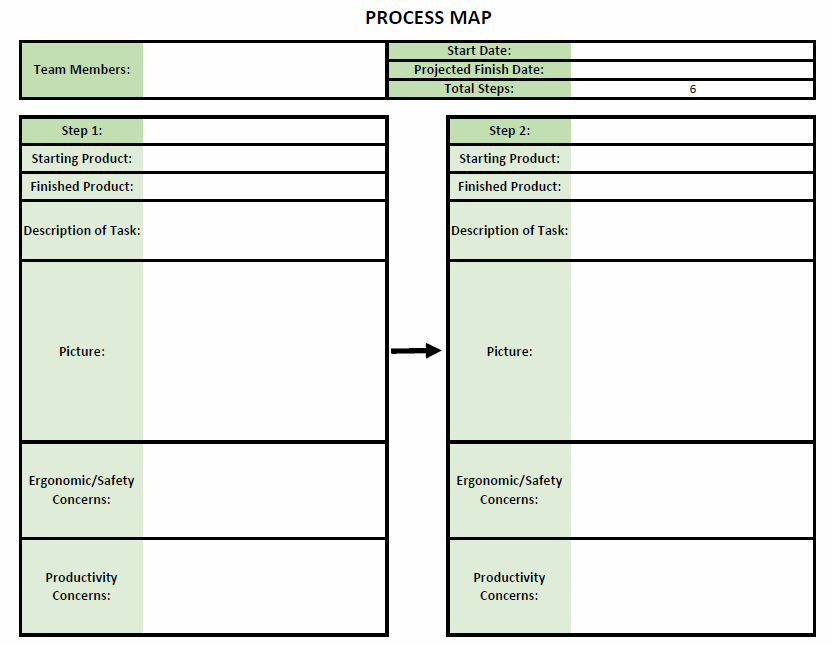 PROCESS MAP
Team Members:
Start Date:
Projected Finish Date:
Total Steps: 6
Step 1:
Starting Product:
Finished Product:
Description of Task:
Picture:
Ergonomic/Safety
Concerns:
Productivity
Concerns:
Step 2:
Starting Product:
Finished Product:
Description of Task:
Picture:
Ergonomic/Safety
Concerns:
Productivity
Concerns: